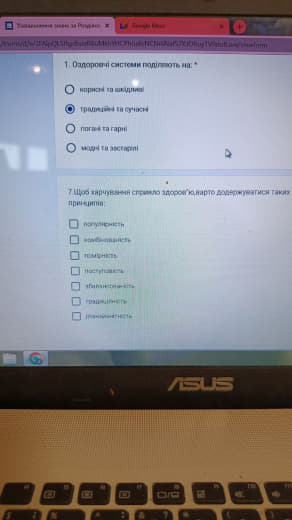 Узагальнення знань за Розділо
Google Meet
1. Оздоровчі системи поділяють на: *
корисні та шкідливі
традиційні та сучасні
погані та гарні
модні та застарілі
7.Щоб харчування сприяло здоров'ю,варто додержуватися таких
принципів:
популярність
комбінованість
помірність
поступовість
збалансованість
традиційність
різноманітність
ASUS